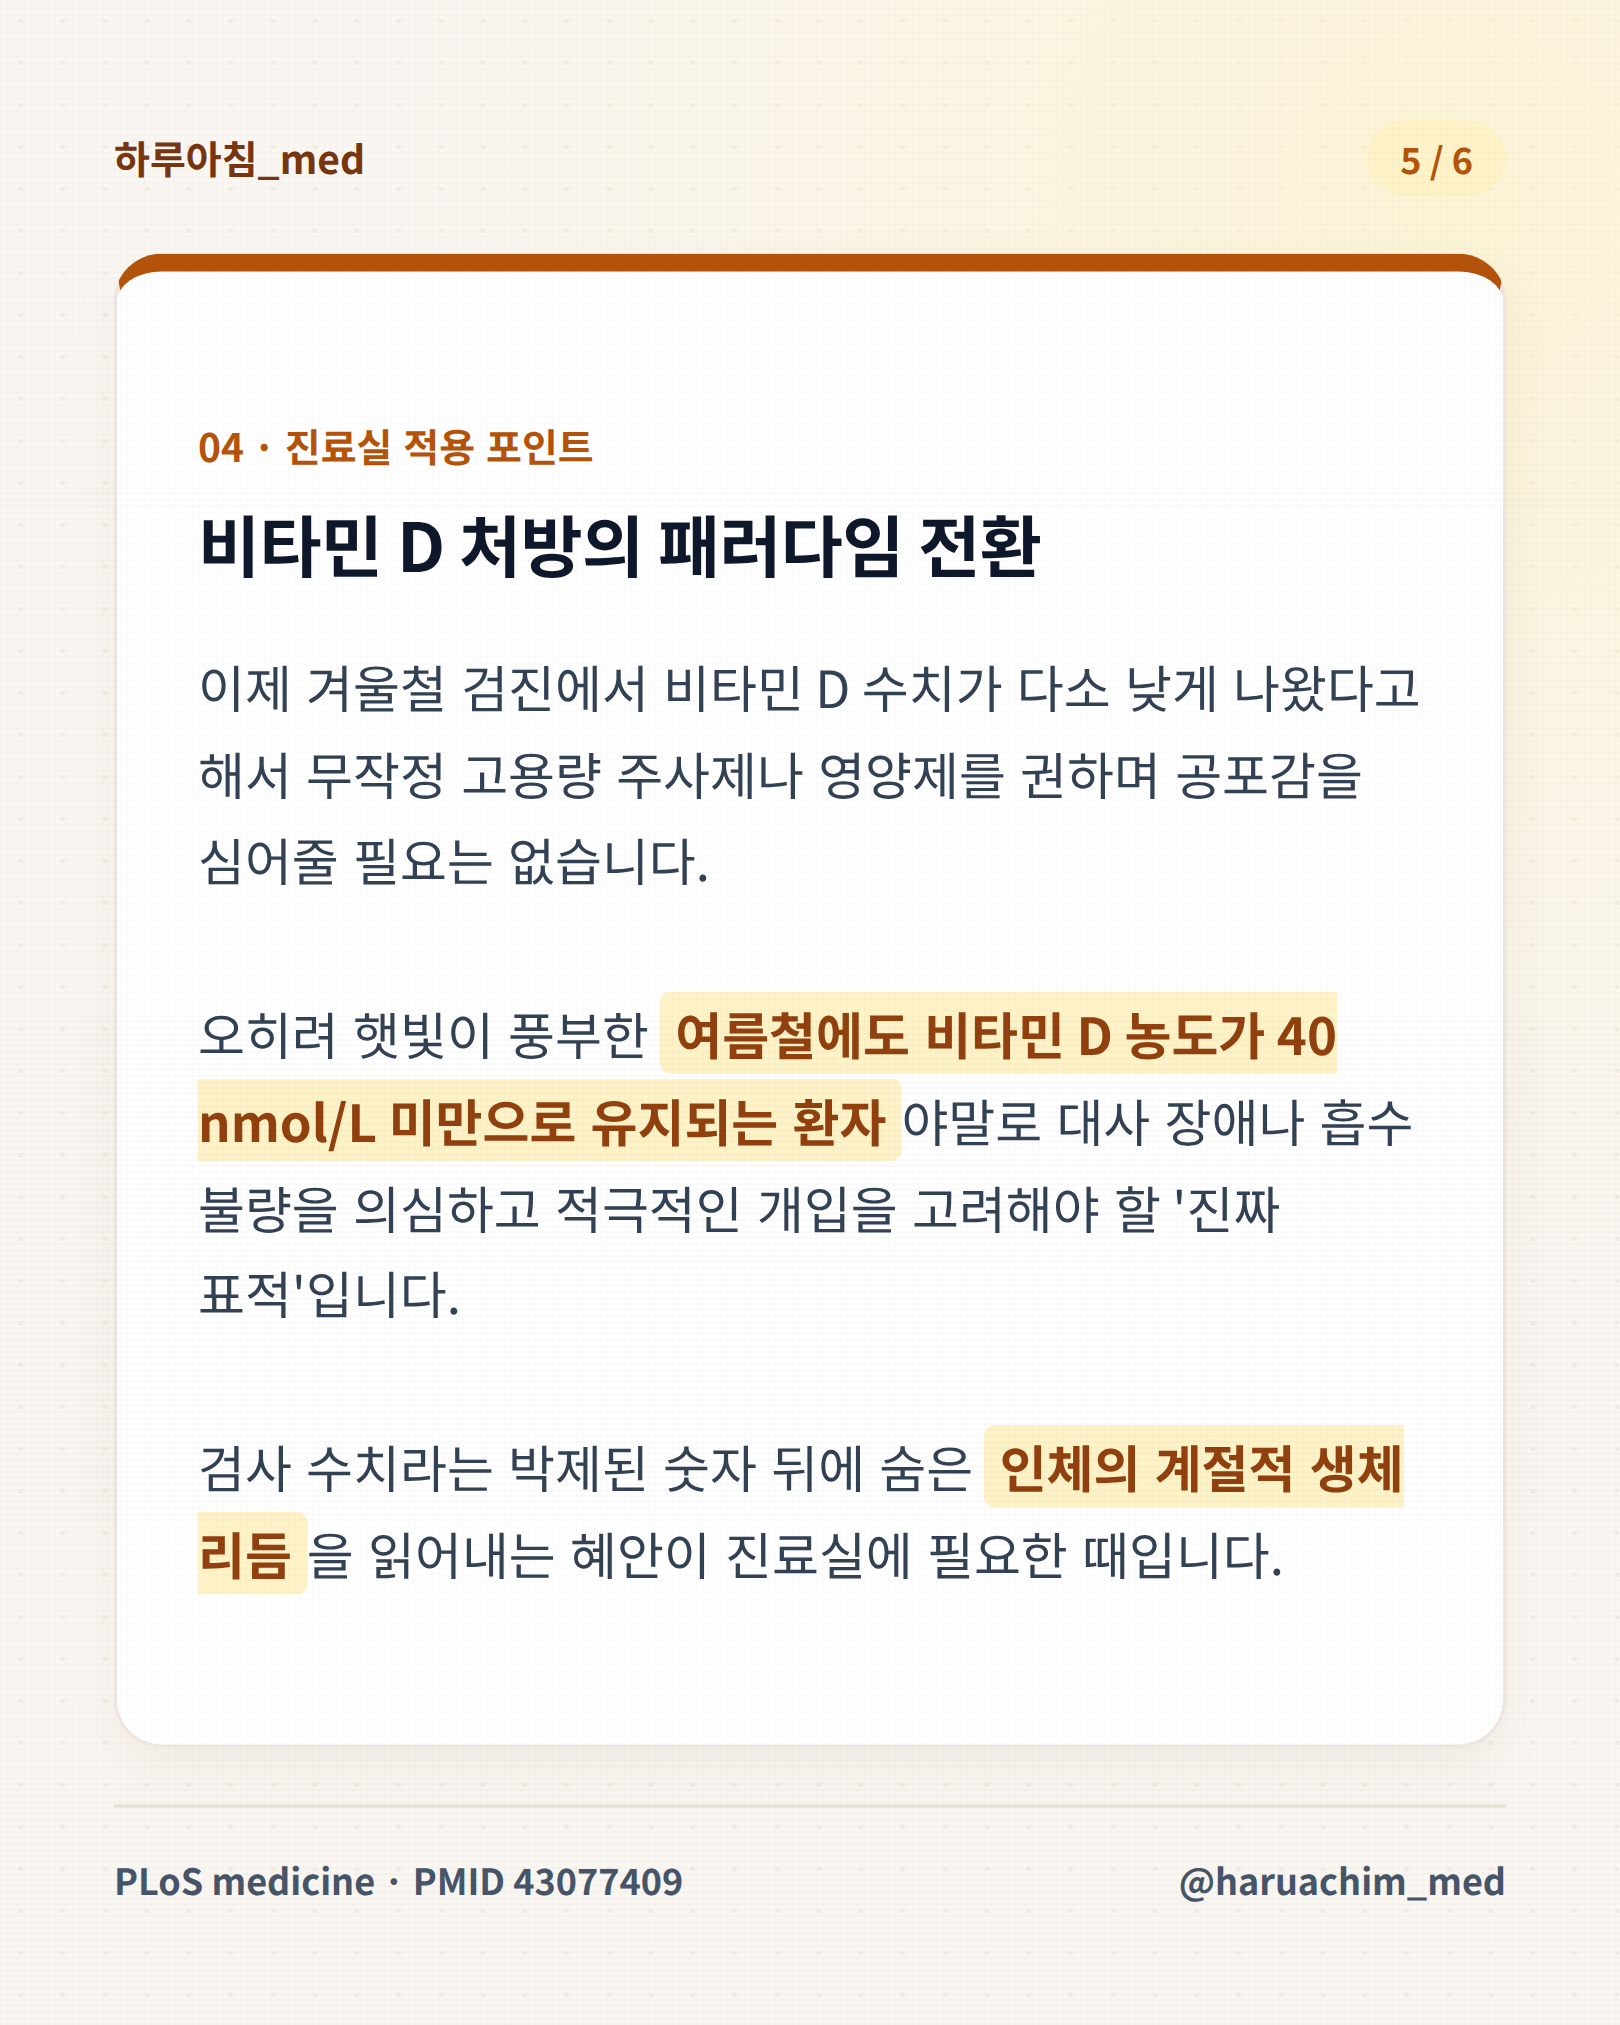 하루아침_med
5 / 6
04 · 진료실 적용 포인트
비타민 D 처방의 패러다임 전환
이제 겨울철 검진에서 비타민 D 수치가 다소 낮게 나왔다고
해서 무작정 고용량 주사제나 영양제를 권하며 공포감을
심어줄 필요는 없습니다.
오히려 햇빛이 풍부한 여름철에도 비타민 D 농도가 40
nmol/L 미만으로 유지되는 환자 야말로 대사 장애나 흡수
불량을 의심하고 적극적인 개입을 고려해야 할 '진짜
표적'입니다.
검사 수치라는 박제된 숫자 뒤에 숨은 인체의 계절적 생체
리듬 을 읽어내는 혜안이 진료실에 필요한 때입니다.
PLoS medicine · PMID 43077409
@haruachim_med